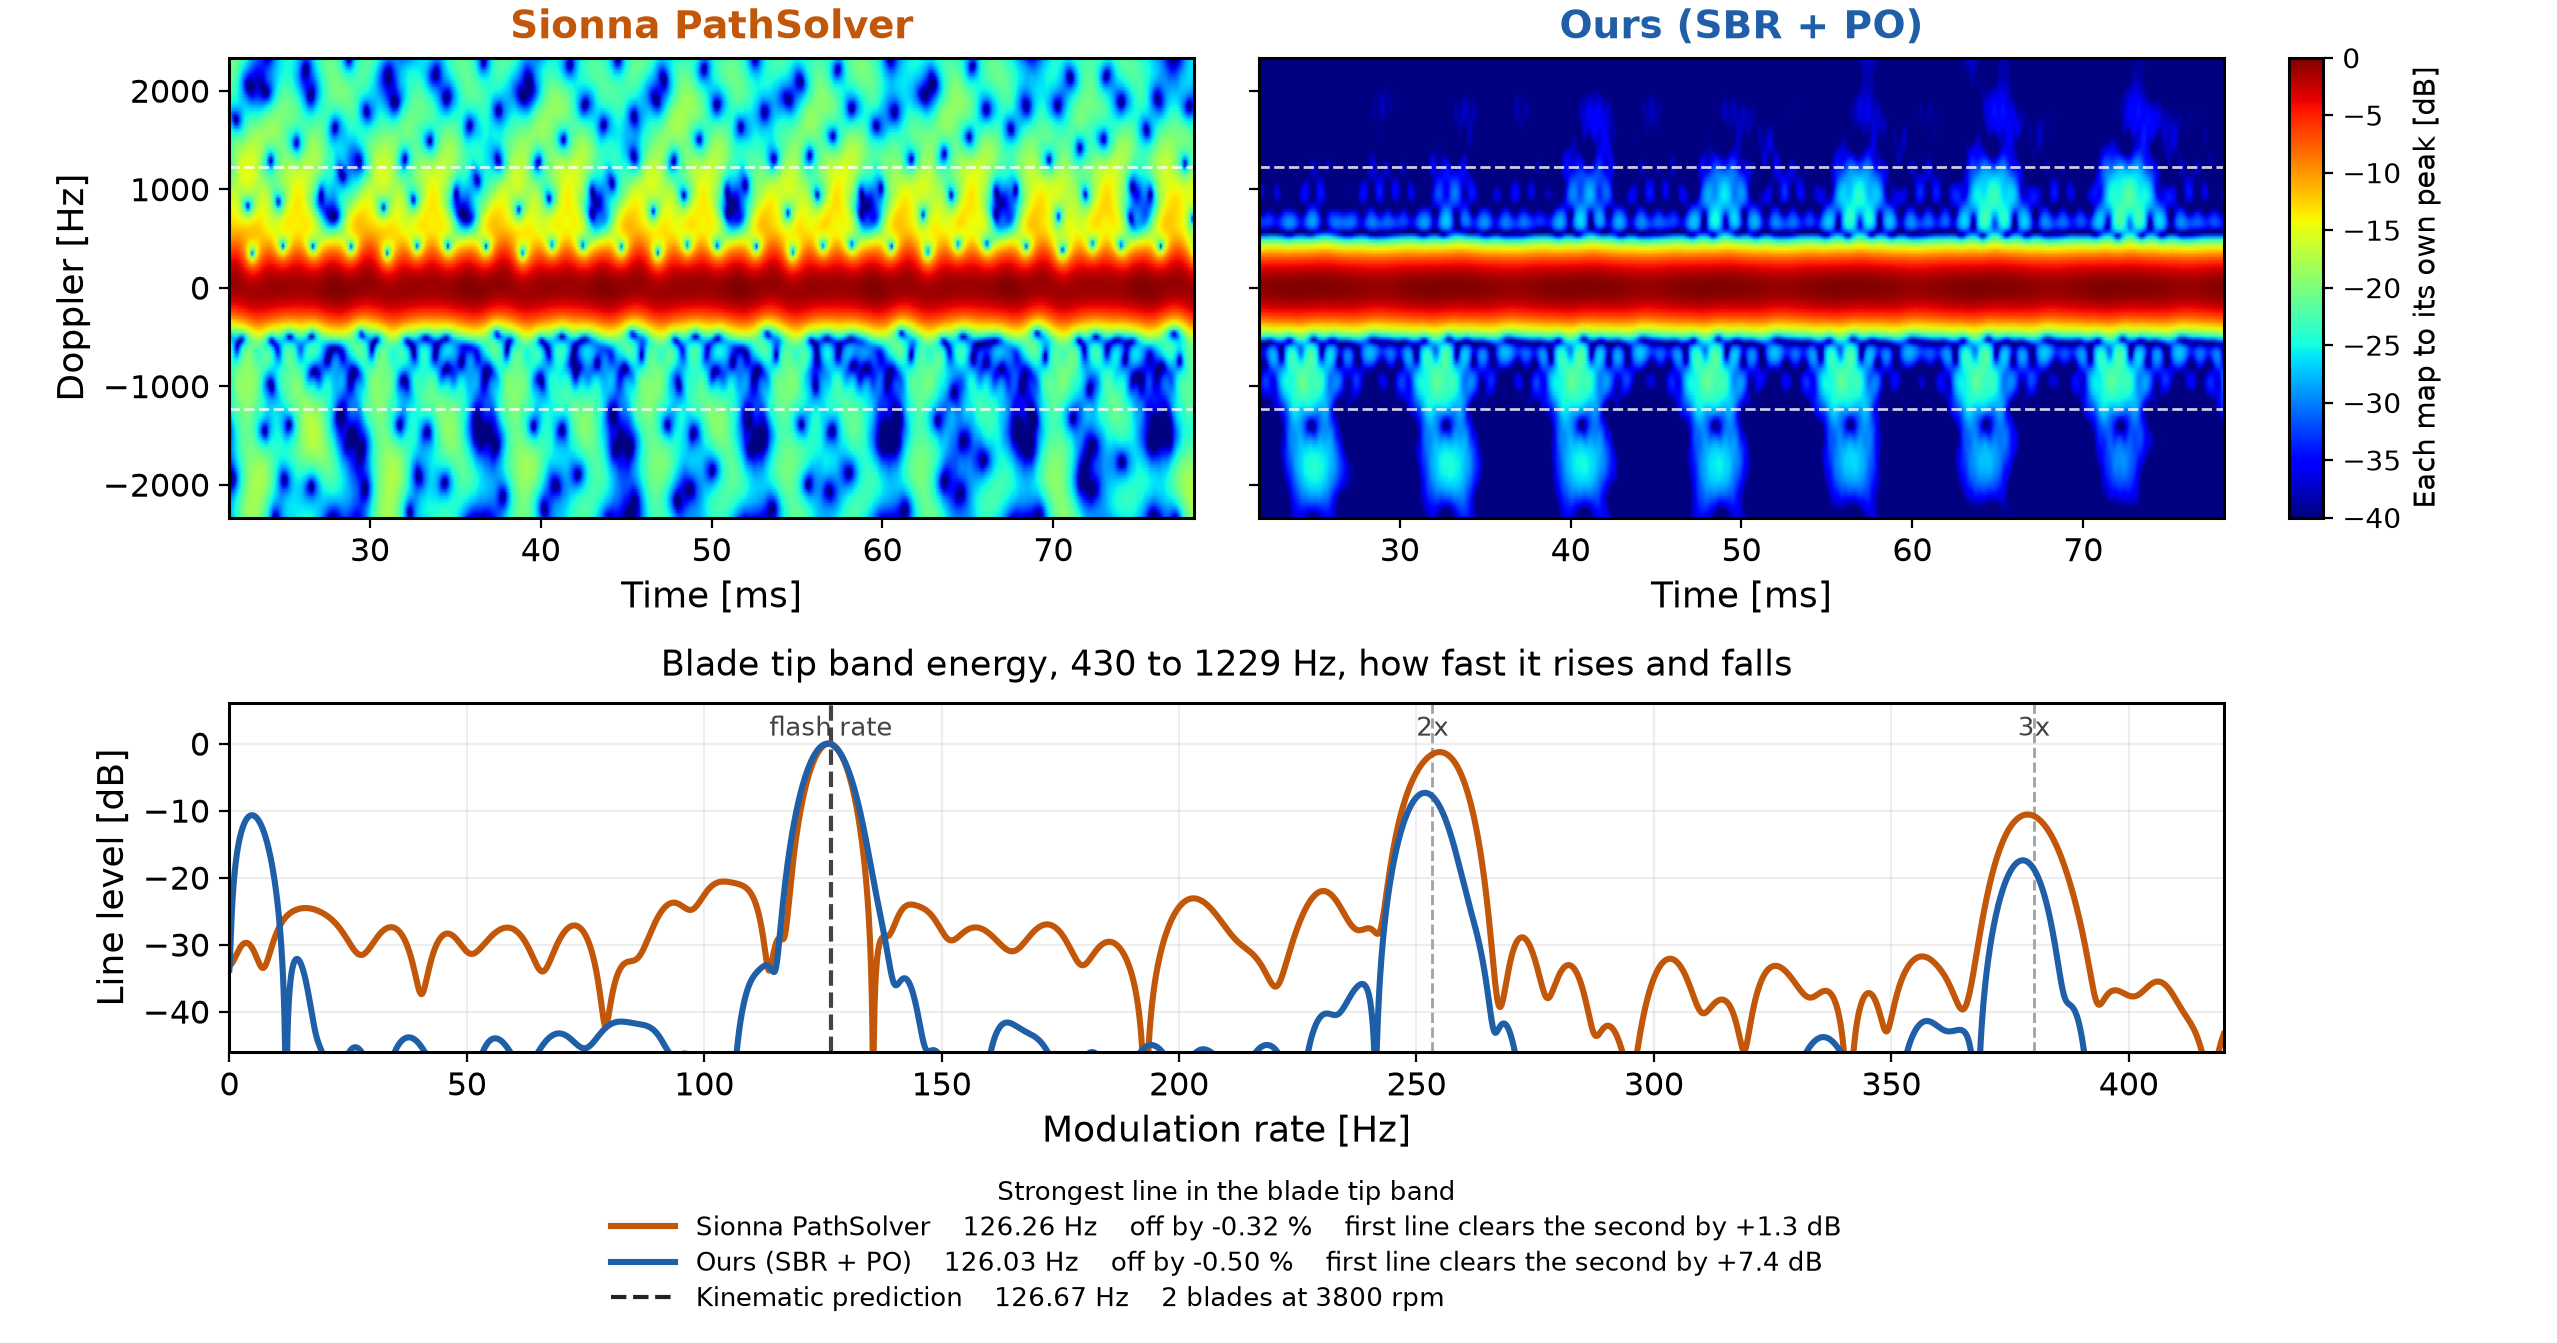 Sionna PathSolver
Ours (SBR + PO)
2000
1000
0
−1000
−2000
Doppler [Hz]
30 40 50 60 70
Time [ms]
30 40 50 60 70
Time [ms]
0
−5
−10
−15
−20
−25
−30
−35
−40
Each map to its own peak [dB]
Blade tip band energy, 430 to 1229 Hz, how fast it rises and falls
flash rate 2x 3x
0
−10
−20
−30
−40
Line level [dB]
0 50 100 150 200 250 300 350 400
Modulation rate [Hz]
Strongest line in the blade tip band
Sionna PathSolver 126.26 Hz off by -0.32 % first line clears the second by +1.3 dB
Ours (SBR + PO) 126.03 Hz off by -0.50 % first line clears the second by +7.4 dB
Kinematic prediction 126.67 Hz 2 blades at 3800 rpm